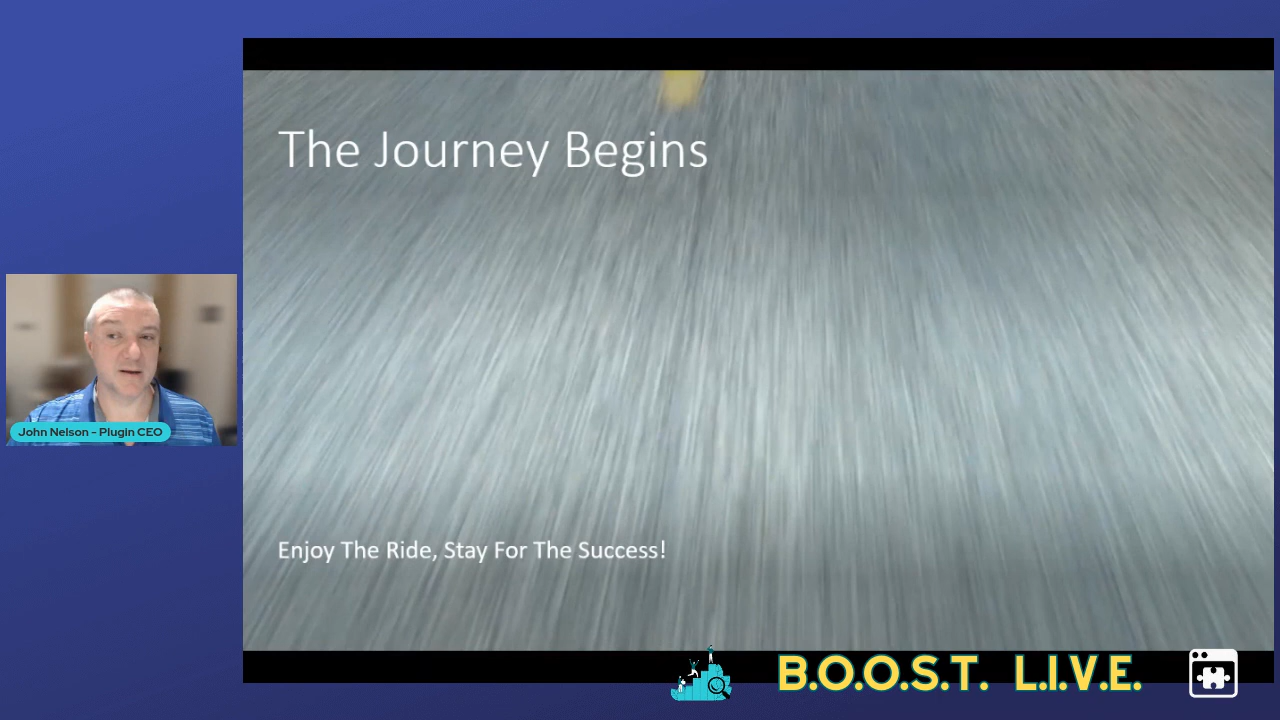 The Journey Begins
John Nelson - Plugin CEO
Enjoy The Ride, Stay For The Success!
B.O.O.S.T. L.I.V.E.